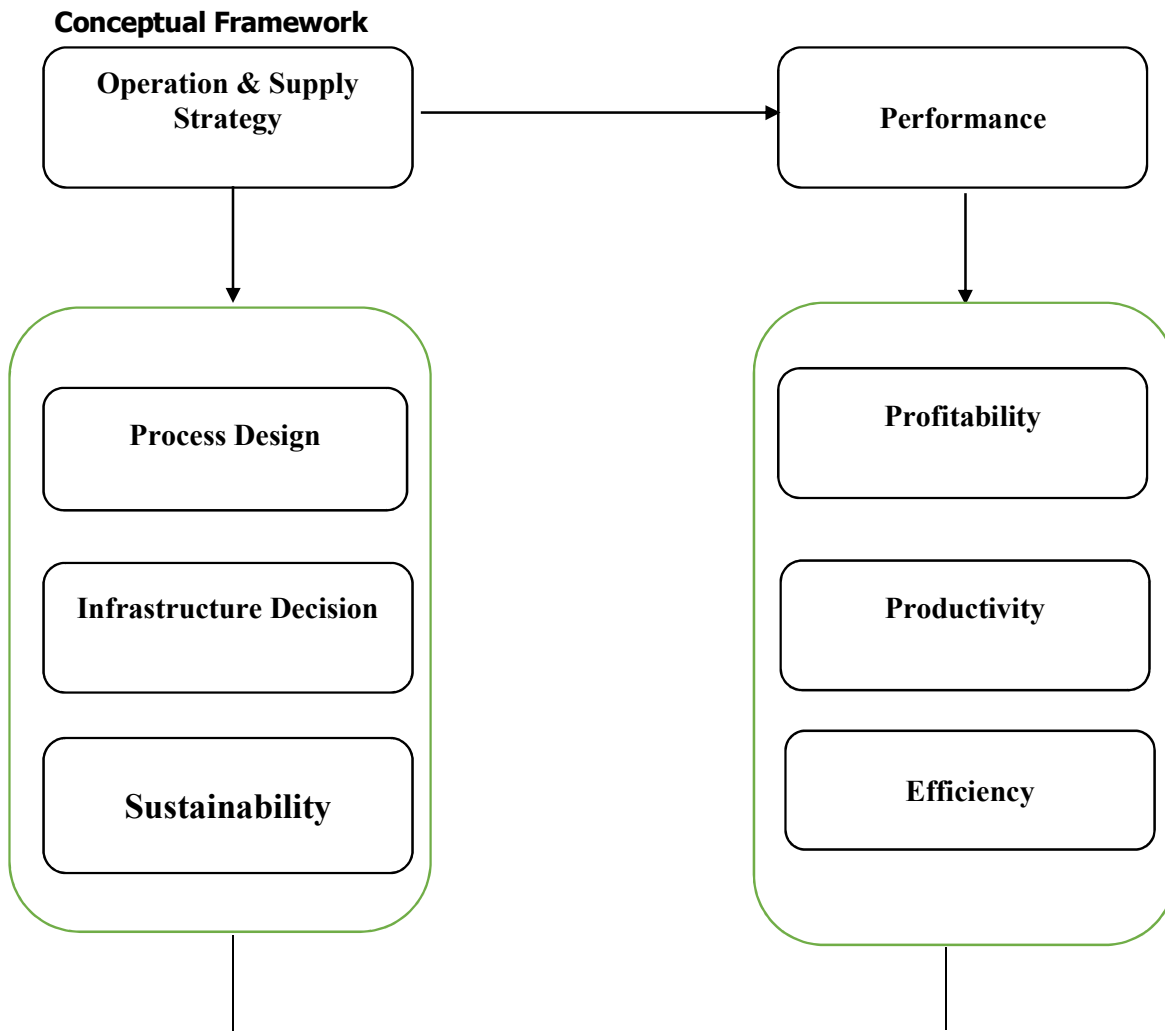 Conceptual Framework
Operation & Supply
Strategy
Performance
Process Design
Infrastructure Decision
Sustainability
Profitability
Productivity
Efficiency